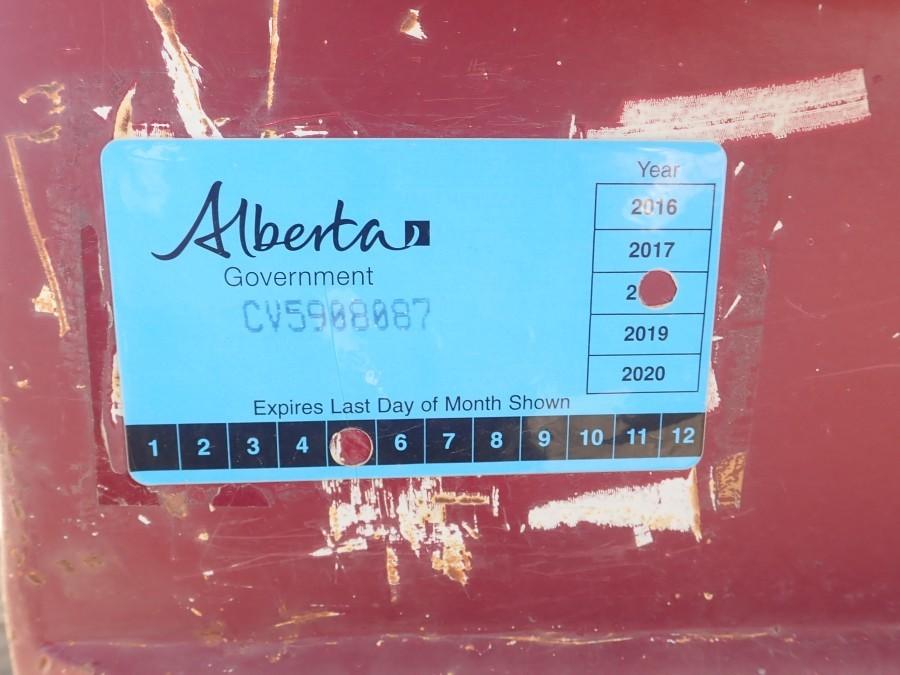 Year
2016
Alberta
2017
Government
2
CV5908087
2019
2020
Expires Last Day of Month Shown
1 2 3 4 6 7 8 9 10 11 12